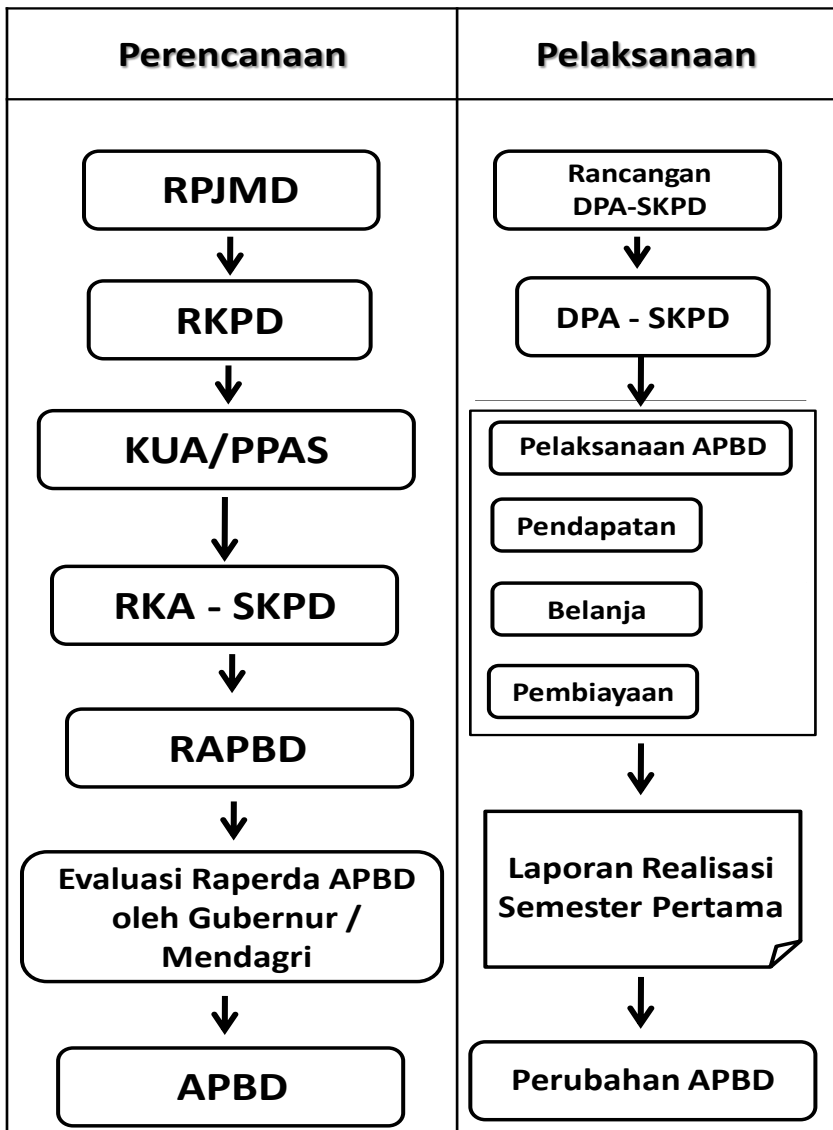 Perencanaan
RPJMD
RKPD
KUA/PPAS
RKA - SKPD
RAPBD
Evaluasi Raperda APBD
oleh Gubernur /
Mendagri
APBD
Pelaksanaan
Rancangan
DPA-SKPD
DPA - SKPD
Pelaksanaan APBD
Pendapatan
Belanja
Pembiayaan
Laporan Realisasi
Semester Pertama
Perubahan APBD